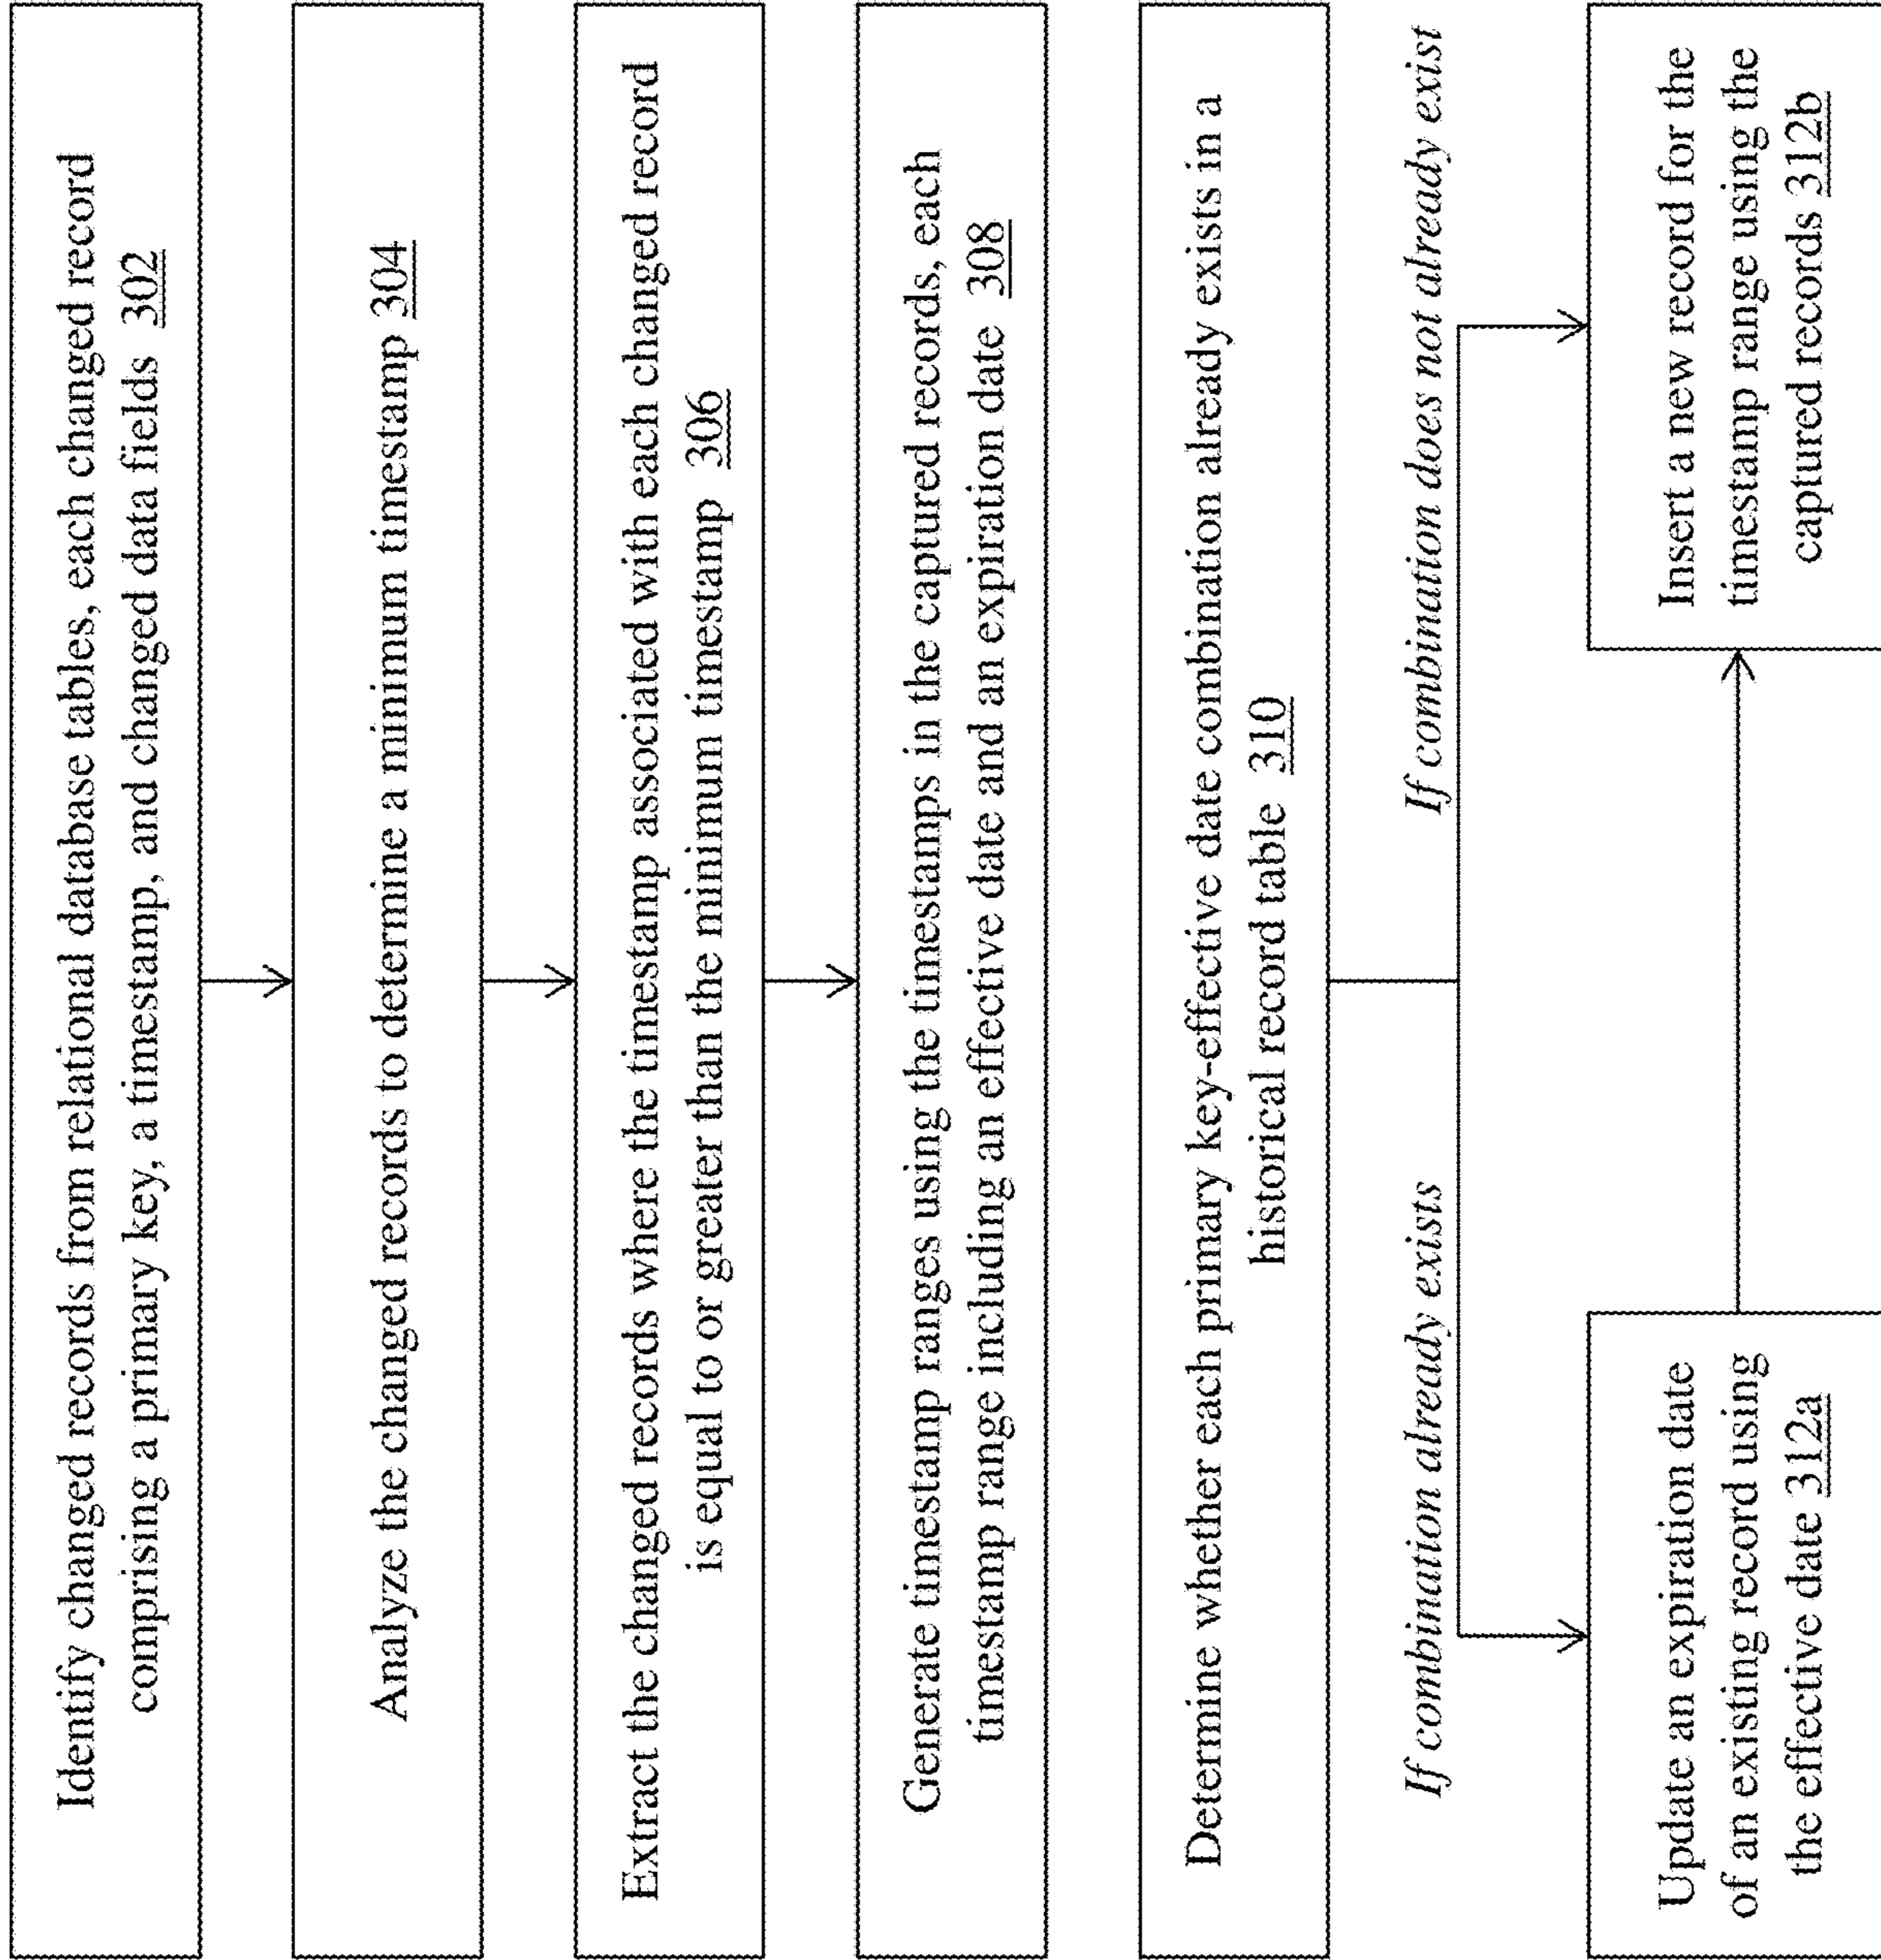 Identify changed records from relational database tables, each changed record
comprising a primary key, a timestamp, and changed data fields 302
Analyze the changed records to determine a minimum timestamp 304
Extract the changed records where the timestamp associated with each changed record
is equal to or greater than the minimum timestamp 306
Generate timestamp ranges using the timestamps in the captured records, each
timestamp range including an effective date and an expiration date 308
Determine whether each primary key-effective date combination already exists in a
historical record table 310
If combination already exists
If combination does not already exist
Update an expiration date
of an existing record using
the effective date 312a
Insert a new record for the
timestamp range using the
captured records 312b